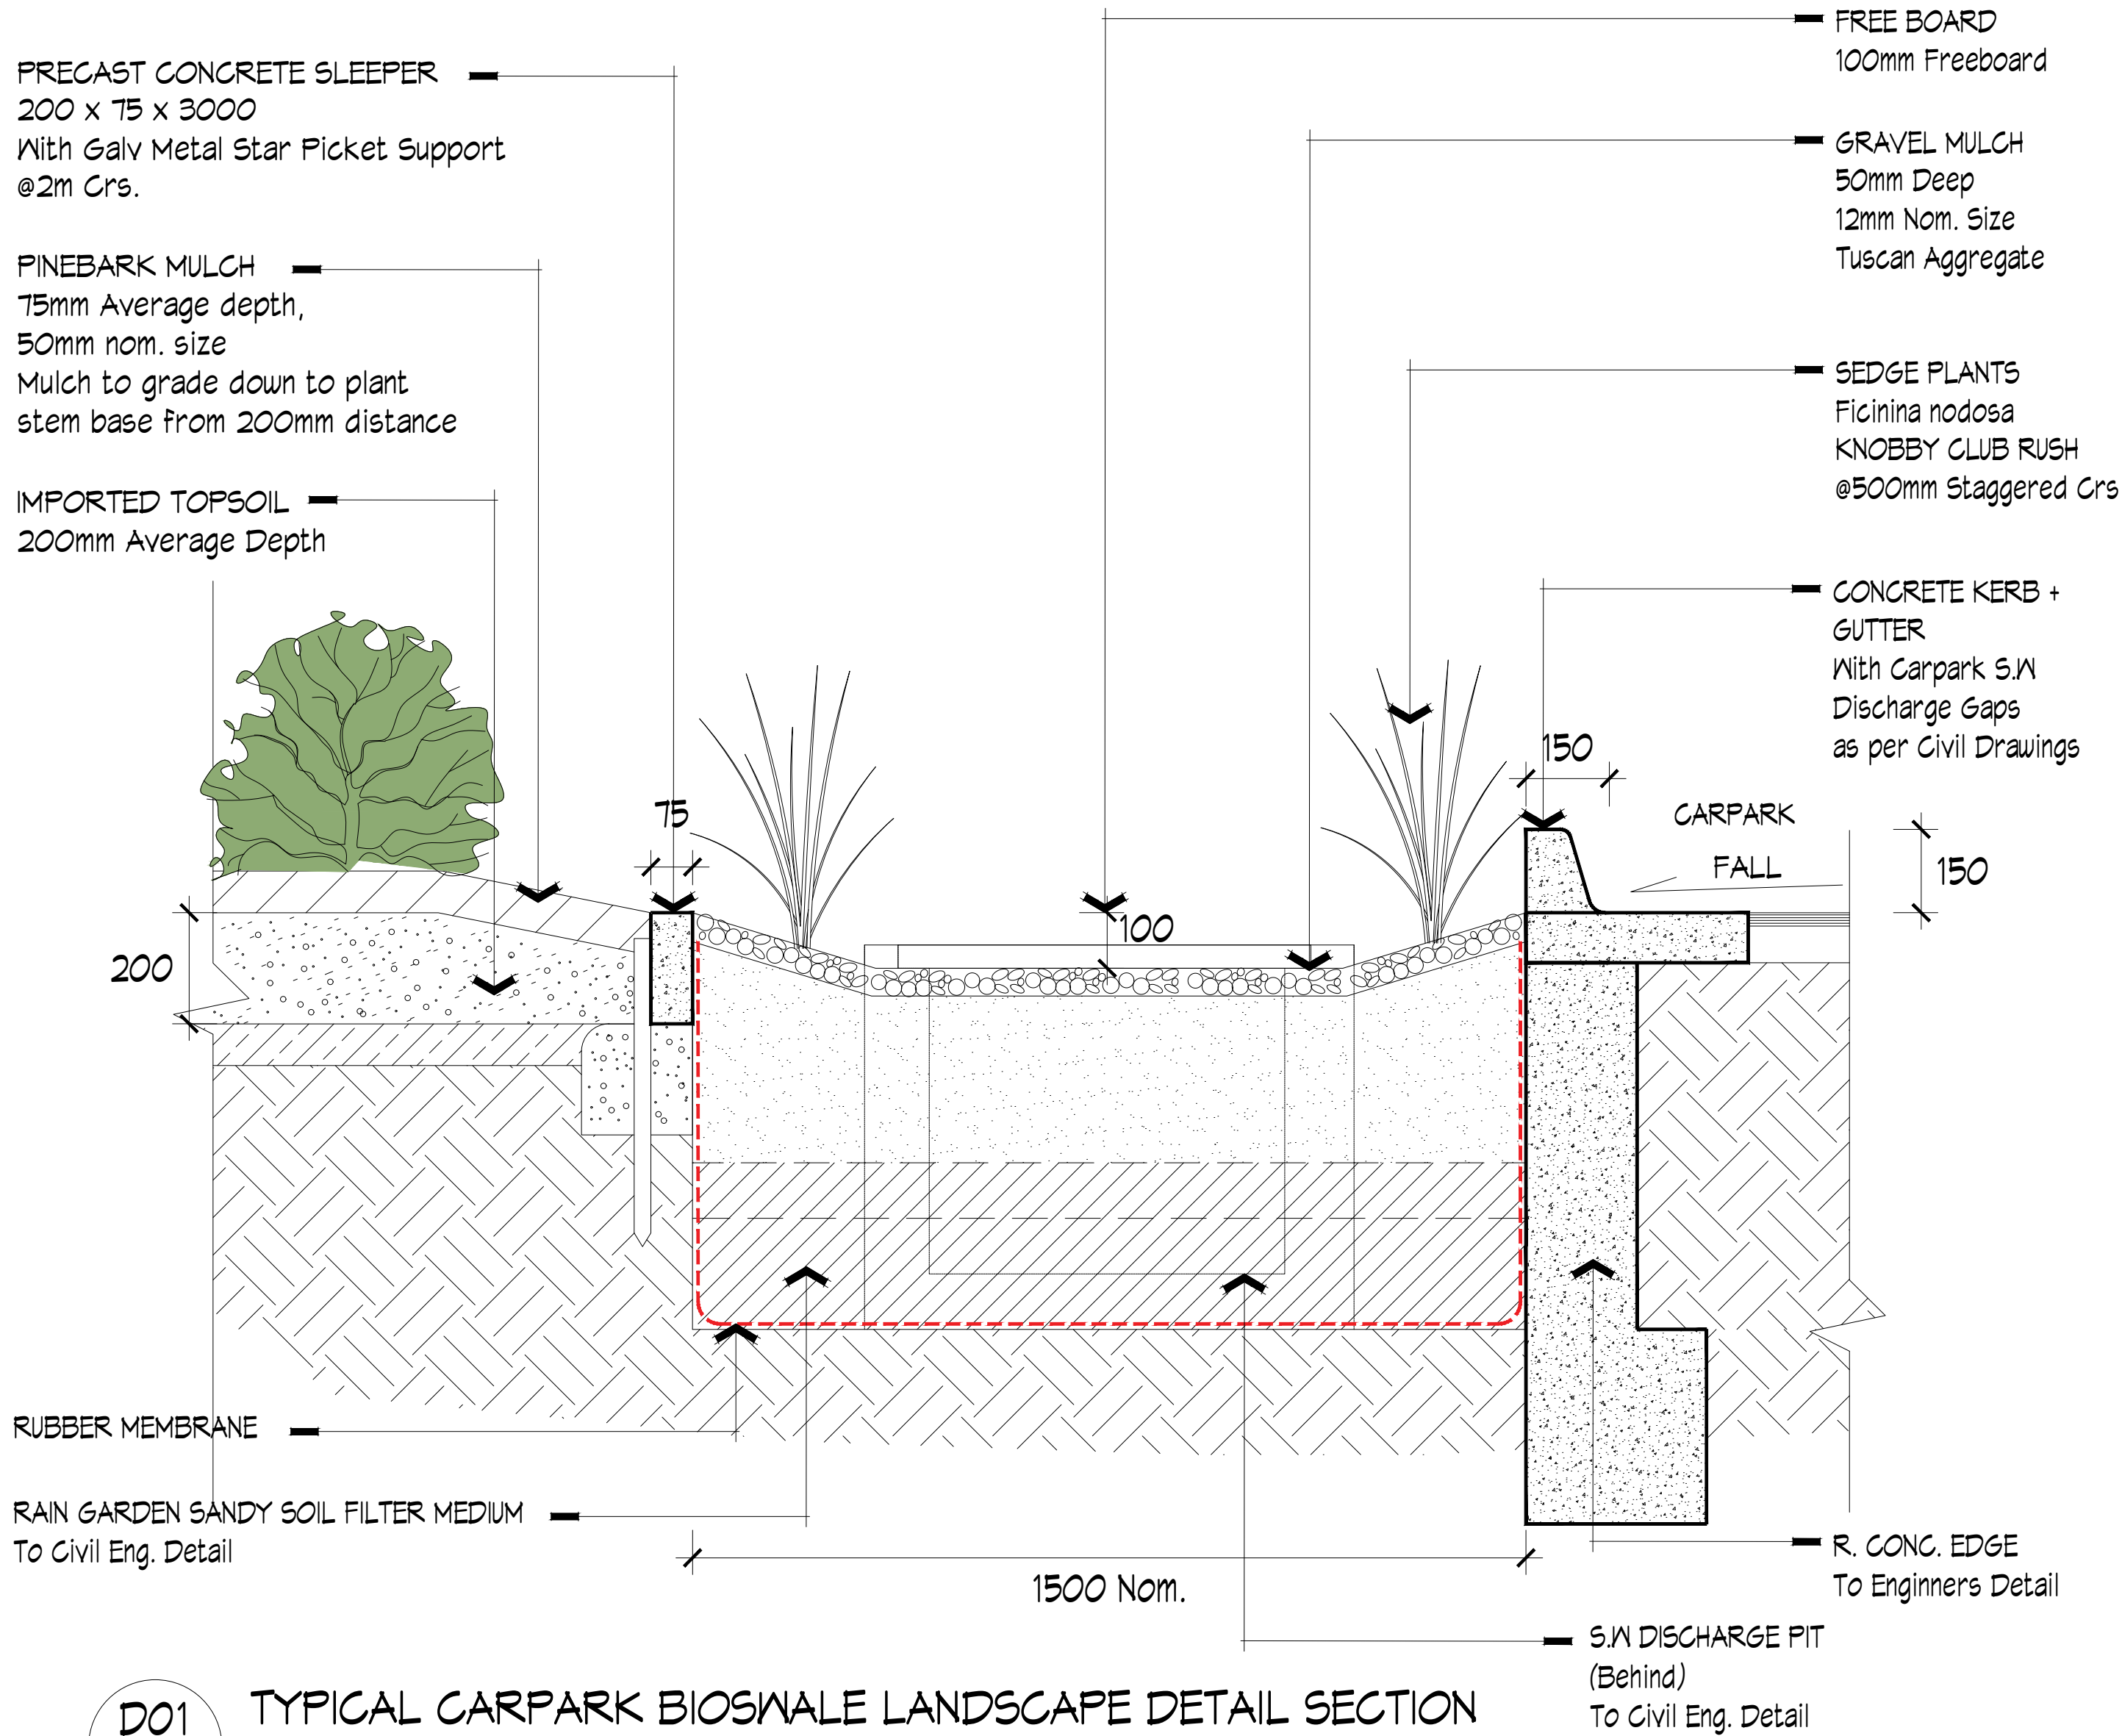 PRECAST CONCRETE SLEEPER
200 x 75 x 3000
With Galv Metal Star Picket Support
@2m Crs.
PINEBARK MULCH
75mm Average depth,
50mm nom. size
Mulch to grade down to plant
stem base from 200mm distance
IMPORTED TOPSOIL
200mm Average Depth
FREE BOARD
100mm Freeboard
GRAVEL MULCH
50mm Deep
12mm Nom. Size
Tuscan Aggregate
SEDGE PLANTS
Ficinina nodosa
KNOBBY CLUB RUSH
@500mm Staggered Crs
CONCRETE KERB +
GUTTER
With Carpark S.W
Discharge Gaps
as per Civil Drawings
150
75
CARPARK
FALL
150
100
200
RUBBER MEMBRANE
RAIN GARDEN SANDY SOIL FILTER MEDIUM
To Civil Eng. Detail
1500 Nom.
R. CONC. EDGE
To Enginners Detail
S.W DISCHARGE PIT
(Behind)
To Civil Eng. Detail
D01
TYPICAL CARPARK BIOSWALE LANDSCAPE DETAIL SECTION